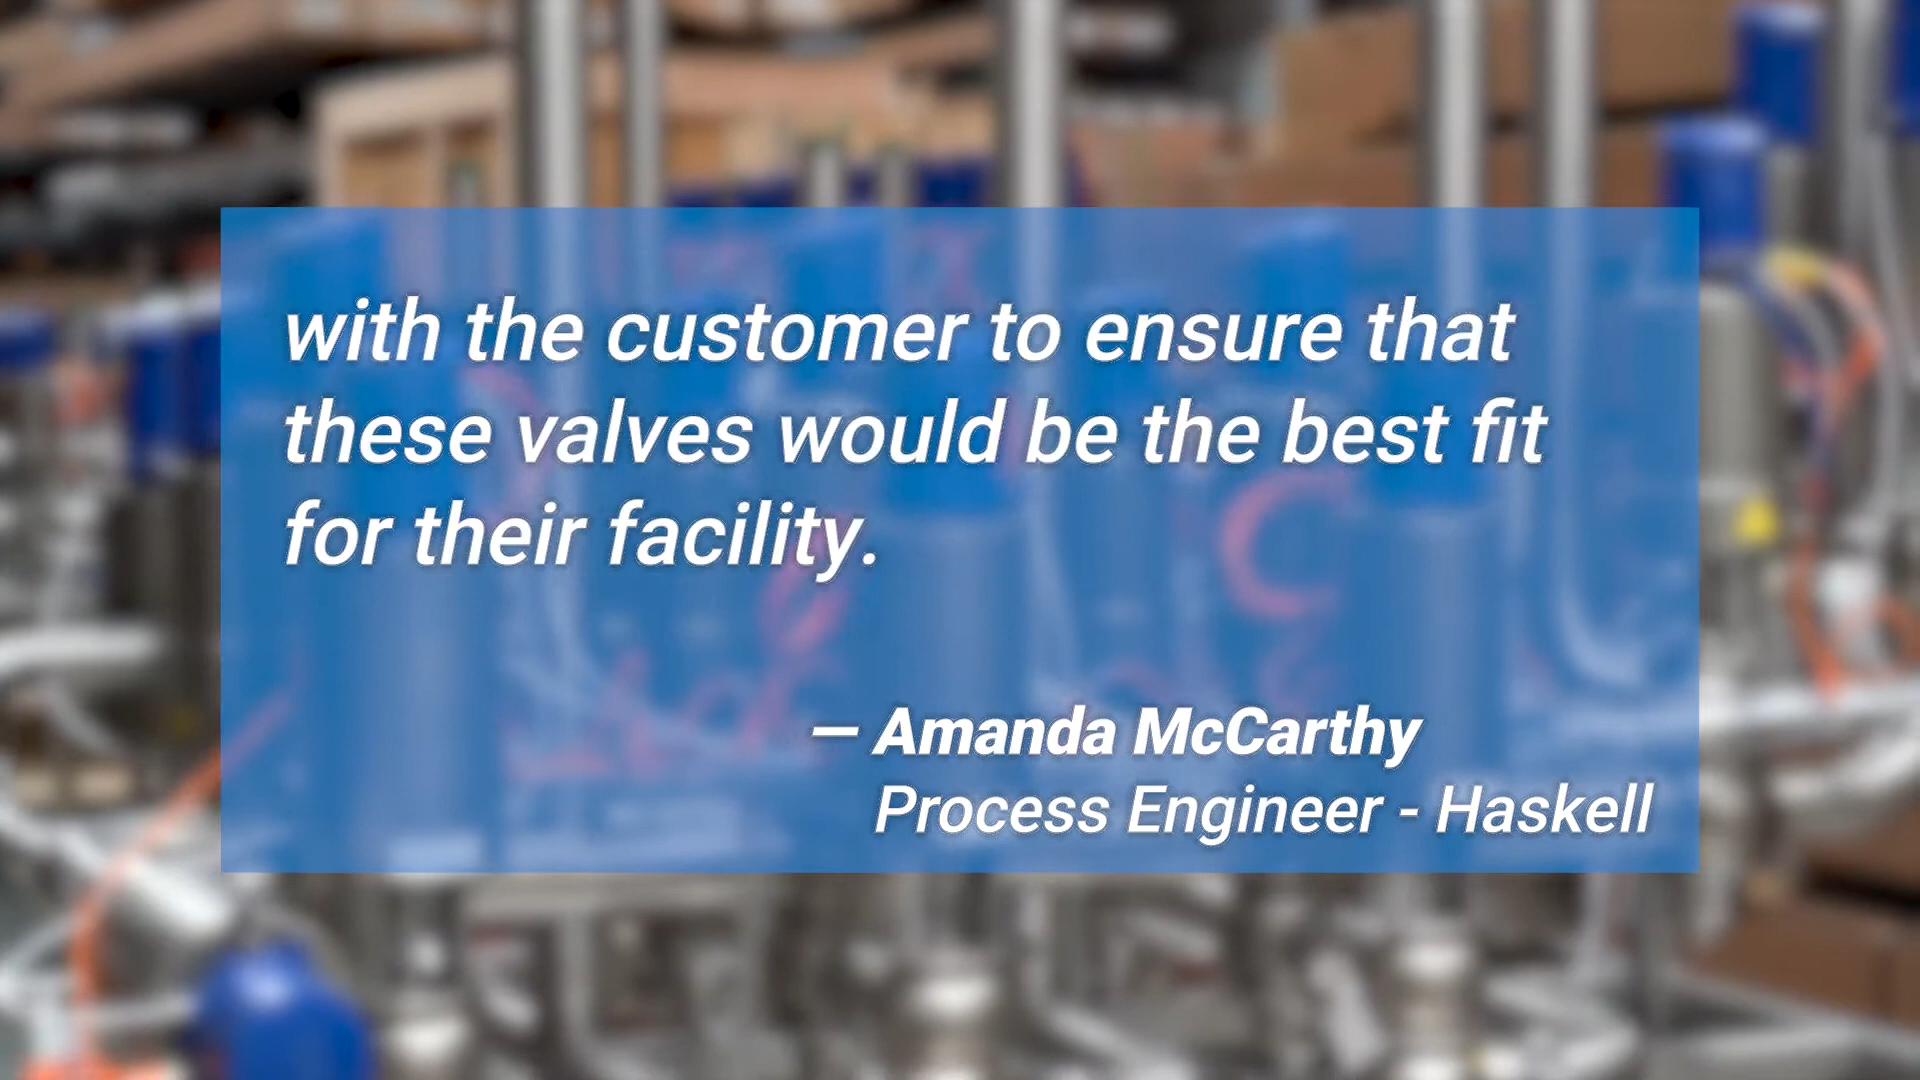 with the customer to ensure that
these valves would be the best fit
for their facility.
— Amanda McCarthy
Process Engineer - Haskell